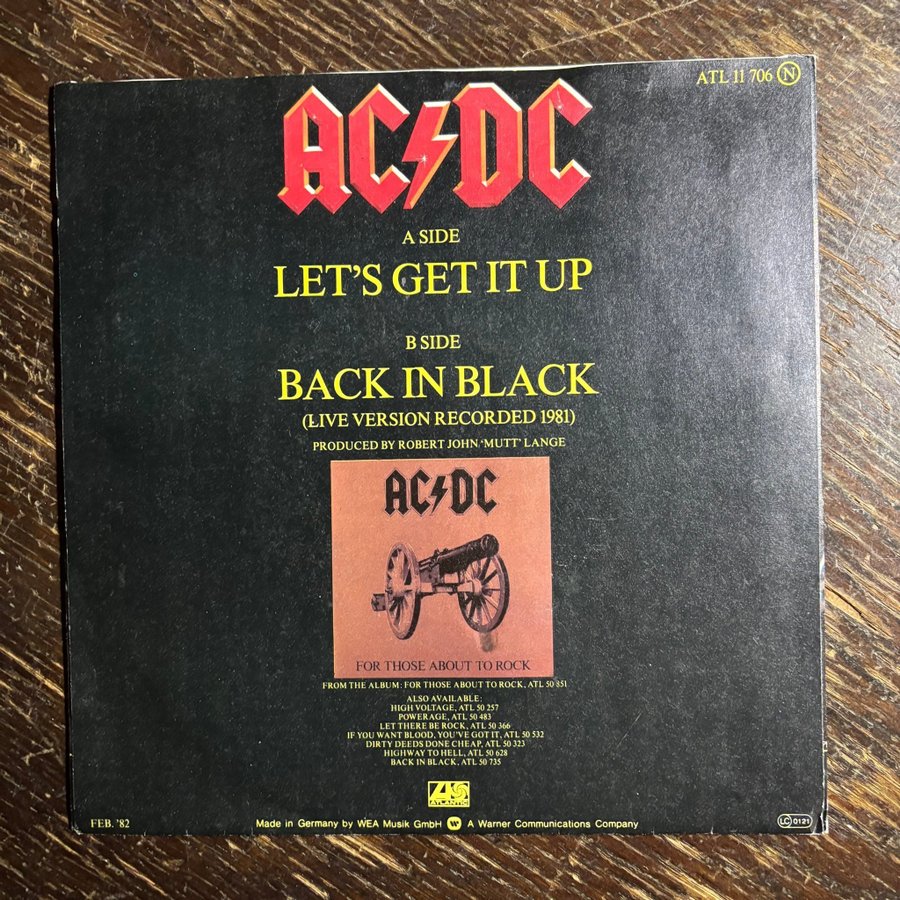 ATL 11 706 N
AC⚡DC
A SIDE
LET'S GET IT UP
B SIDE
BACK IN BLACK
(LIVE VERSION RECORDED 1981)
PRODUCED BY ROBERT JOHN 'MUTT' LANGE
AC⚡DC
FOR THOSE ABOUT TO ROCK
FROM THE ALBUM: FOR THOSE ABOUT TO ROCK, ATL 50 851
ALSO AVAILABLE:
HIGH VOLTAGE, ATL 50 257
POWERAGE, ATL 50 483
LET THERE BE ROCK, ATL 50 366
IF YOU WANT BLOOD, YOU'VE GOT IT, ATL 50 532
DIRTY DEEDS DONE CHEAP, ATL 50 323
HIGHWAY TO HELL, ATL 50 628
BACK IN BLACK, ATL 50 735
ATLANTIC
FEB. '82
Made in Germany by WEA Musik GmbH W A Warner Communications Company
LC 0121